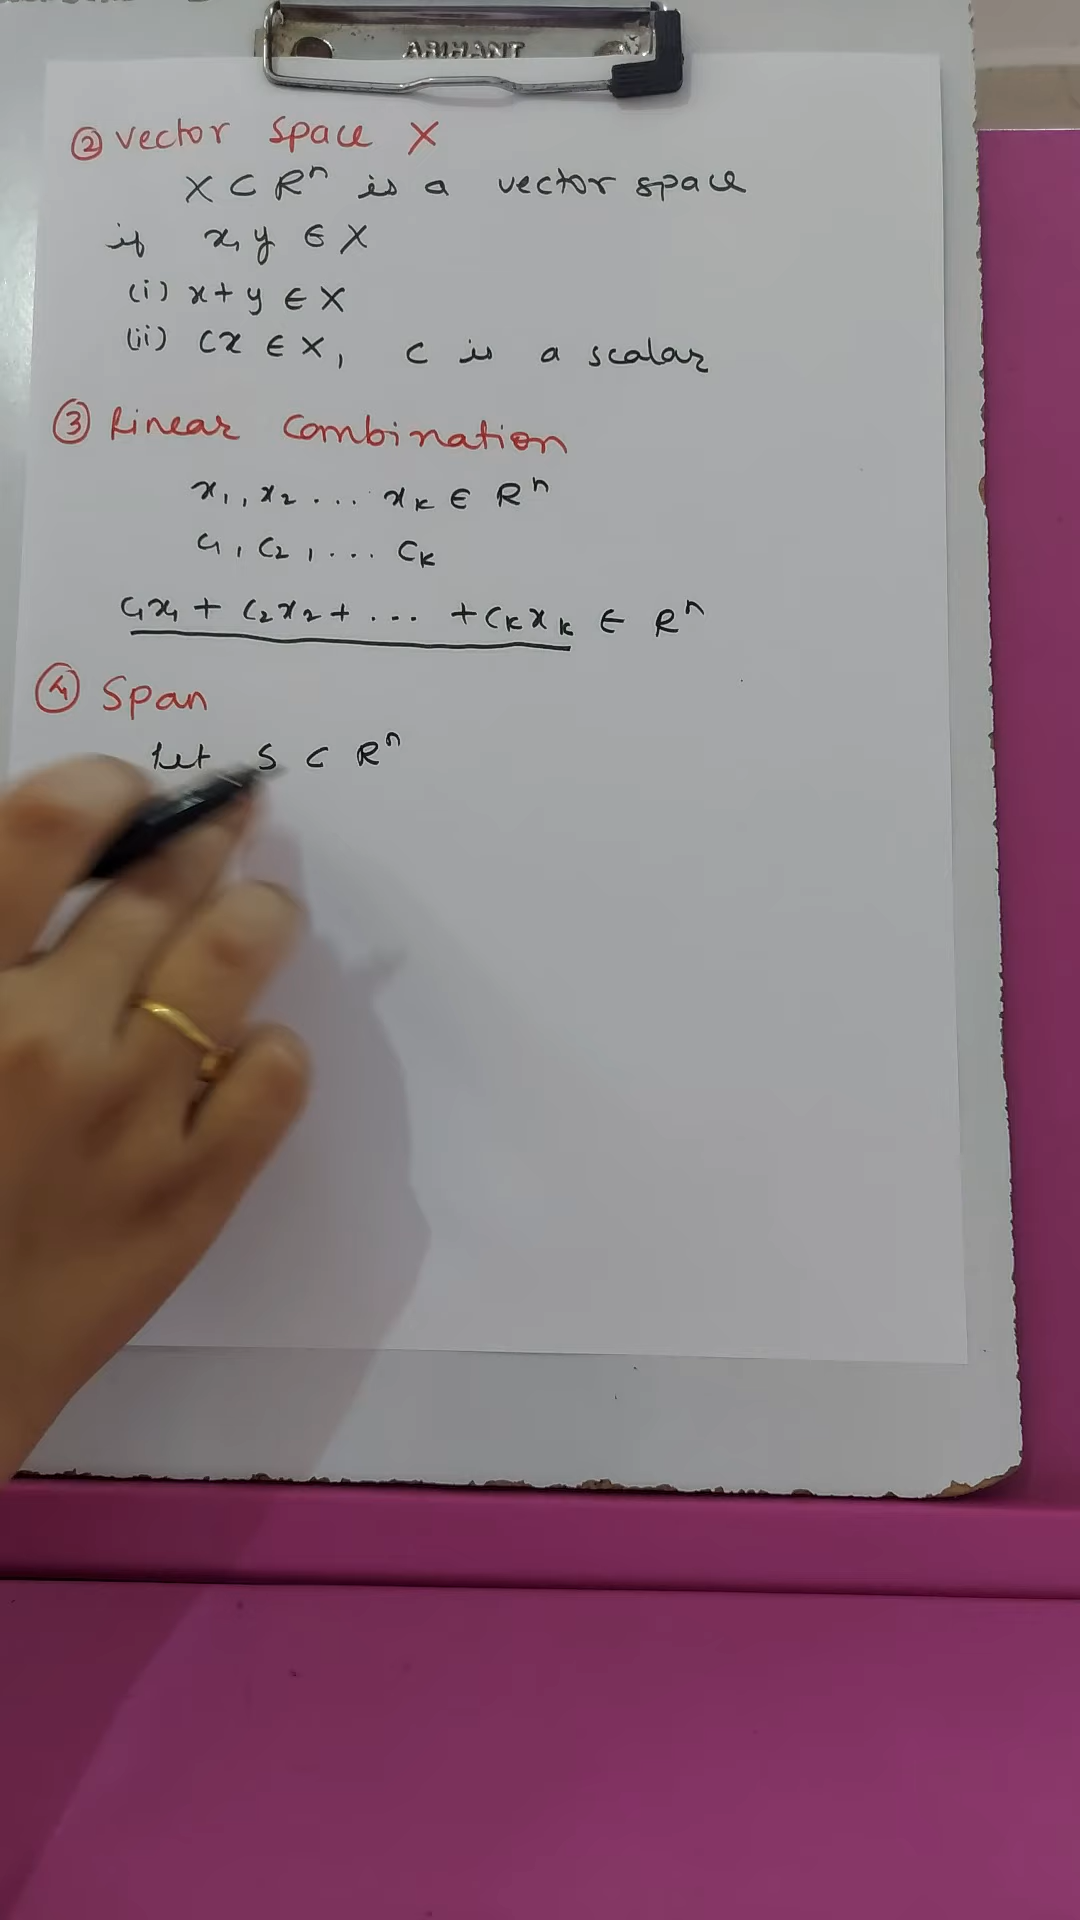 ARIHANT
② Vector space X
X ⊂ Rⁿ is a vector space
if x, y ∈ X
(i) x + y ∈ X
(ii) cx ∈ X, c is a scalar
③ Linear Combination
x₁, x₂ ... xₖ ∈ Rⁿ
c₁, c₂, ... cₖ
c₁x₁ + c₂x₂ + ... + cₖxₖ ∈ Rⁿ
④ Span
Let S ⊂ Rⁿ